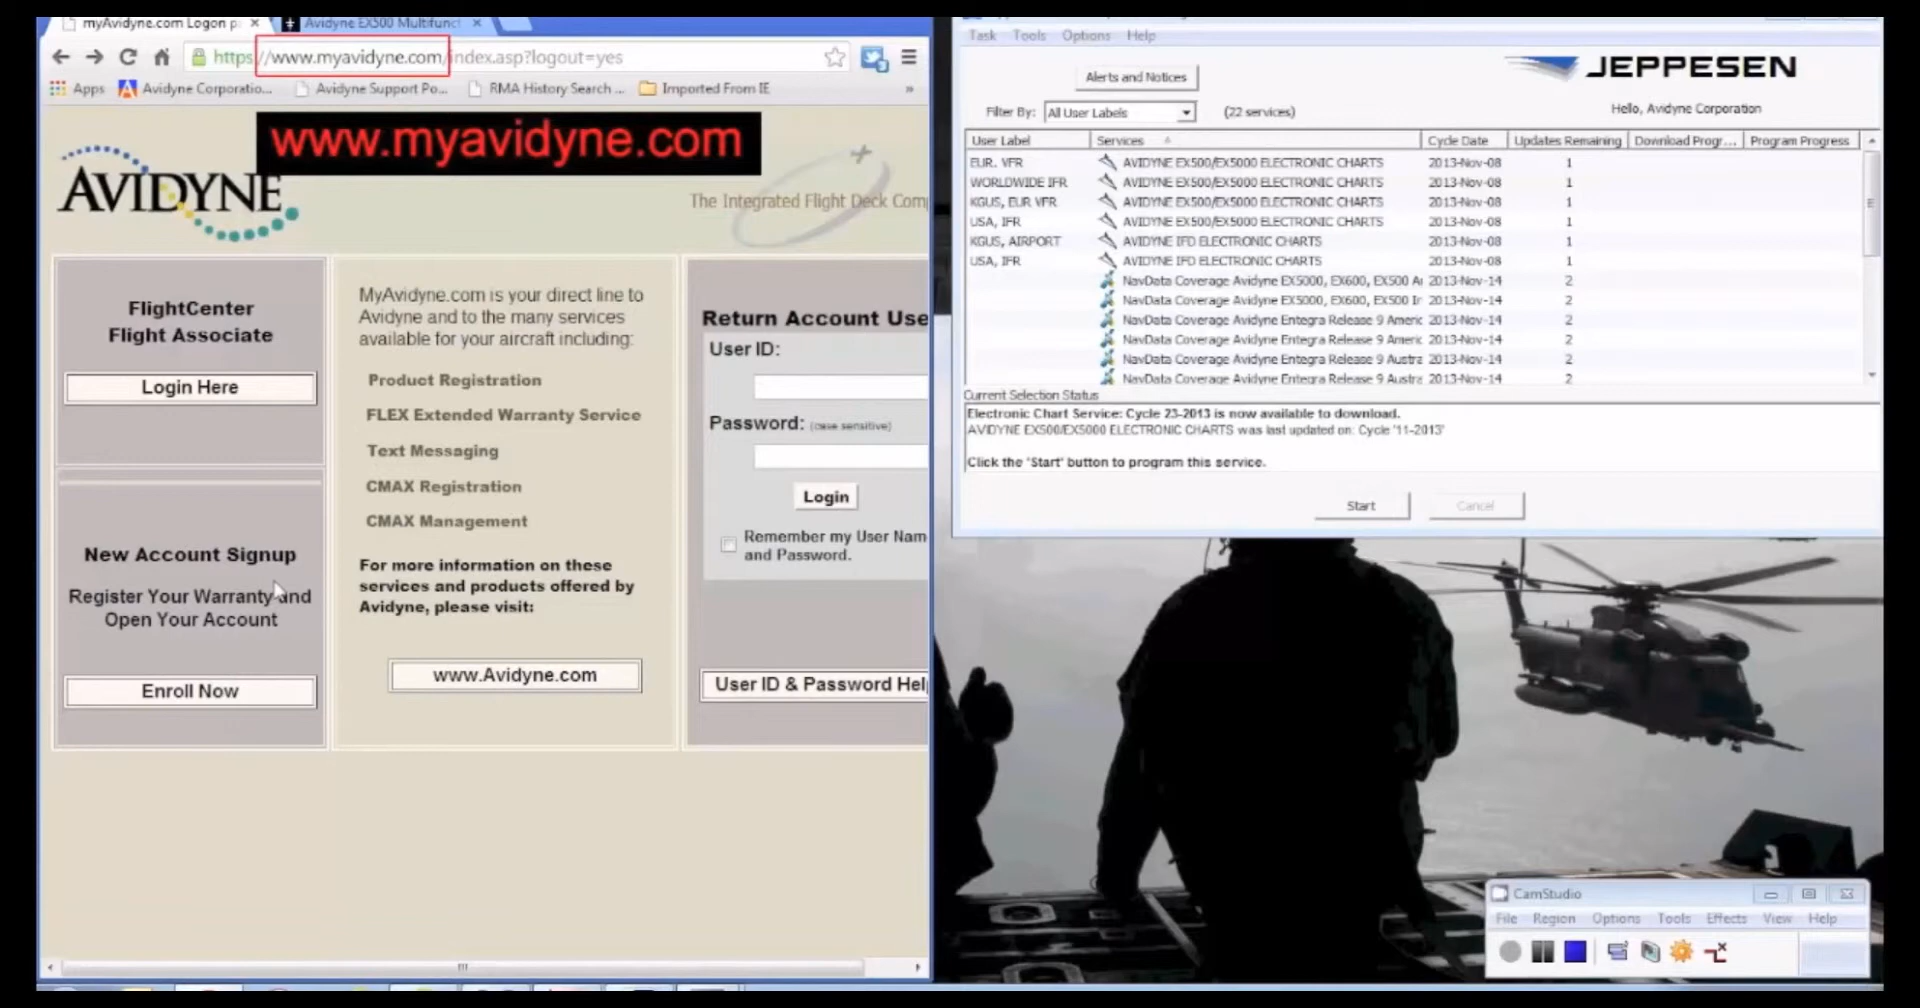 myAvidyne.com Logon p
Avidyne EX500 Multifunct
https://www.myavidyne.com/index.asp?logout=yes
Apps
Avidyne Corporatio...
Avidyne Support Po...
RMA History Search ...
Imported From IE
»
www.myavidyne.com
AVIDYNE
The Integrated Flight Deck Com
FlightCenter
Flight Associate
Login Here
New Account Signup
Register Your Warranty and
Open Your Account
Enroll Now
MyAvidyne.com is your direct line to
Avidyne and to the many services
available for your aircraft including:
Product Registration
FLEX Extended Warranty Service
Text Messaging
CMAX Registration
CMAX Management
For more information on these
services and products offered by
Avidyne, please visit:
www.Avidyne.com
Return Account Use
User ID:
Password: (case sensitive)
Login
Remember my User Nam
and Password.
User ID & Password Hel
Task Tools Options Help
Alerts and Notices
JEPPESEN
Filter By: All User Labels (22 services)
Hello, Avidyne Corporation
User Label Services Cycle Date Updates Remaining Download Progr... Program Progress
EUR, VFR AVIDYNE EX500/EX5000 ELECTRONIC CHARTS 2013-Nov-08 1
WORLDWIDE IFR AVIDYNE EX500/EX5000 ELECTRONIC CHARTS 2013-Nov-08 1
KGUS, EUR VFR AVIDYNE EX500/EX5000 ELECTRONIC CHARTS 2013-Nov-08 1
USA, IFR AVIDYNE EX500/EX5000 ELECTRONIC CHARTS 2013-Nov-08 1
KGUS, AIRPORT AVIDYNE IFD ELECTRONIC CHARTS 2013-Nov-08 1
USA, IFR AVIDYNE IFD ELECTRONIC CHARTS 2013-Nov-08 1
NavData Coverage Avidyne EX5000, EX600, EX500 Ar 2013-Nov-14 2
NavData Coverage Avidyne EX5000, EX600, EX500 Ir 2013-Nov-14 2
NavData Coverage Avidyne Entegra Release 9 Americ 2013-Nov-14 2
NavData Coverage Avidyne Entegra Release 9 Americ 2013-Nov-14 2
NavData Coverage Avidyne Entegra Release 9 Austra 2013-Nov-14 2
NavData Coverage Avidyne Entegra Release 9 Austra 2013-Nov-14 2
Current Selection Status
Electronic Chart Service: Cycle 23-2013 is now available to download.
AVIDYNE EX500/EX5000 ELECTRONIC CHARTS was last updated on: Cycle '11-2013'
Click the 'Start' button to program this service.
Start Cancel
CamStudio
File Region Options Tools Effects View Help